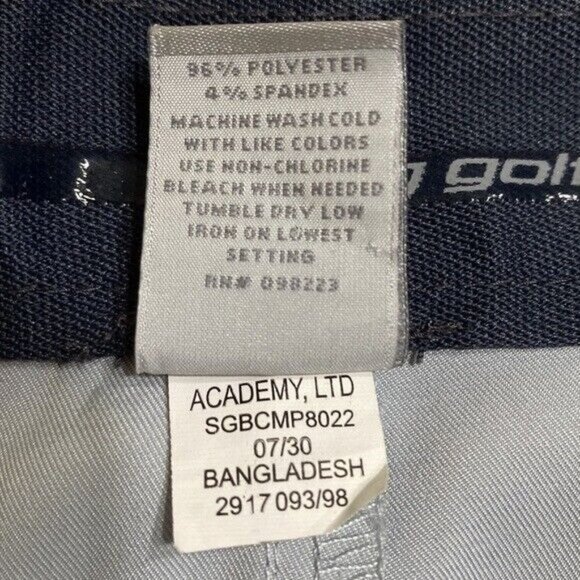 96% POLYESTER
4% SPANDEX
MACHINE WASH COLD
WITH LIKE COLORS
USE NON-CHLORINE
BLEACH WHEN NEEDED
TUMBLE DRY LOW
IRON ON LOWEST
SETTING
RN# 098223
g golf
ACADEMY, LTD
SGBCMP8022
07/30
BANGLADESH
2917 093/98